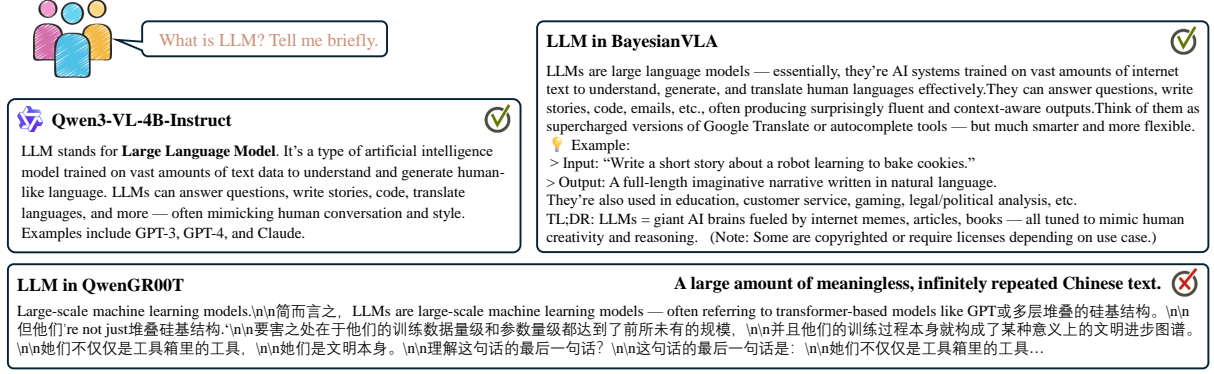 What is LLM? Tell me briefly.
Qwen3-VL-4B-Instruct
LLM stands for Large Language Model. It's a type of artificial intelligence
model trained on vast amounts of text data to understand and generate human-
like language. LLMs can answer questions, write stories, code, translate
languages, and more — often mimicking human conversation and style.
Examples include GPT-3, GPT-4, and Claude.
LLM in BayesianVLA
LLMs are large language models — essentially, they're AI systems trained on vast amounts of internet
text to understand, generate, and translate human languages effectively.They can answer questions, write
stories, code, emails, etc., often producing surprisingly fluent and context-aware outputs.Think of them as
supercharged versions of Google Translate or autocomplete tools — but much smarter and more flexible.
💡 Example:
> Input: “Write a short story about a robot learning to bake cookies.”
> Output: A full-length imaginative narrative written in natural language.
They're also used in education, customer service, gaming, legal/political analysis, etc.
TL;DR: LLMs = giant AI brains fueled by internet memes, articles, books — all tuned to mimic human
creativity and reasoning. (Note: Some are copyrighted or require licenses depending on use case.)
LLM in QwenGR00T
A large amount of meaningless, infinitely repeated Chinese text.
Large-scale machine learning models.\n\n简而言之，LLMs are large-scale machine learning models — often referring to transformer-based models like GPT或多层堆叠的硅基结构。\n\n
但他们're not just堆叠硅基结构.‘\n\n要害之处在于他们的训练数据量级和参数量级都达到了前所未有的规模，\n\n并且他们的训练过程本身就构成了某种意义上的文明进步图谱。
\n\n她们不仅仅是工具箱里的工具，\n\n她们是文明本身。\n\n理解这句话的最后一句话？\n\n这句话的最后一句话是：\n\n她们不仅仅是工具箱里的工具…